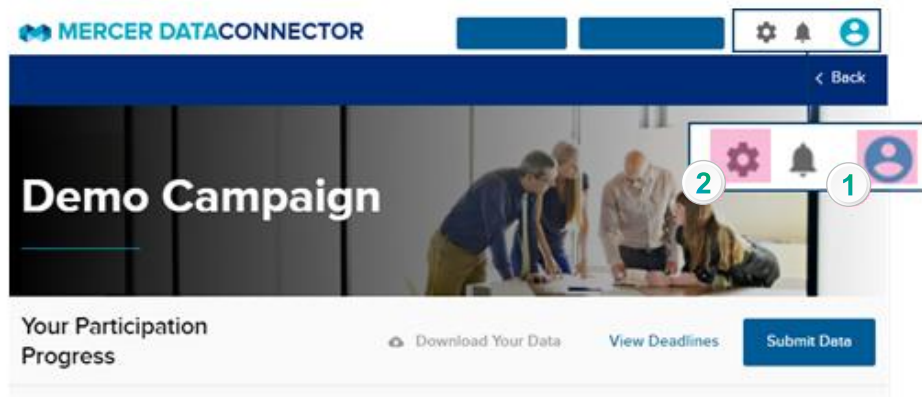 MERCER DATACONNECTOR
< Back
2
1
Demo Campaign
Your Participation
Progress
Download Your Data
View Deadlines
Submit Data